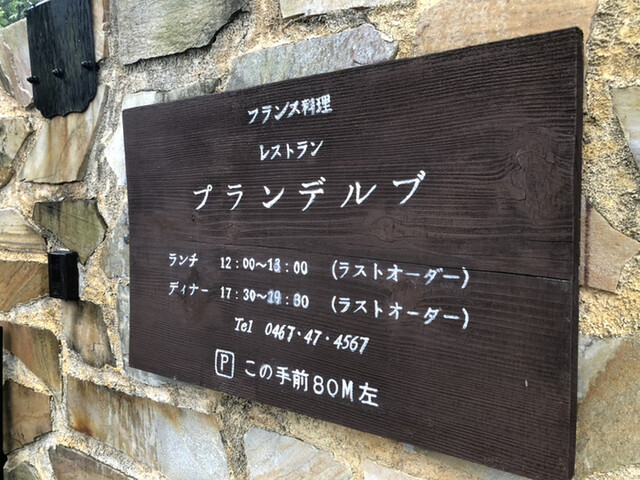 フランス料理
レストラン
プランデルブ
ランチ 12:00～13:00 (ラストオーダー)
ディナー 17:30～19:30 (ラストオーダー)
Tel 0467・47・4567
P この手前80M左